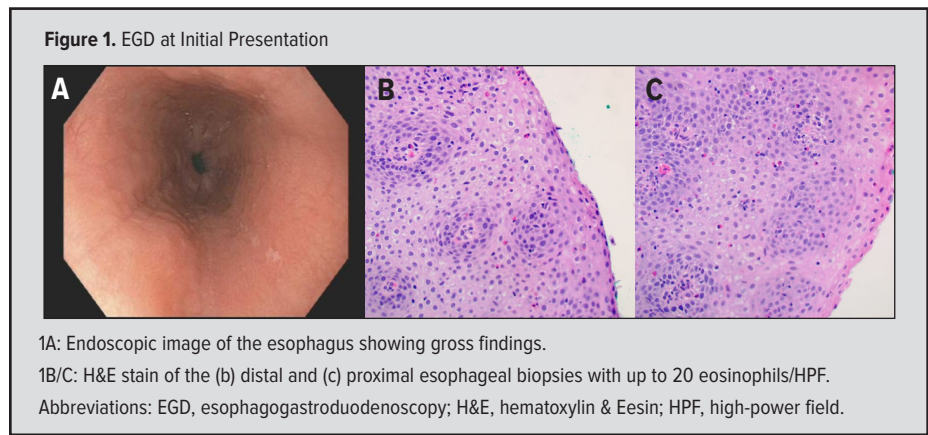 Figure 1. EGD at Initial Presentation
A
B
C
1A: Endoscopic image of the esophagus showing gross findings.
1B/C: H&E stain of the (b) distal and (c) proximal esophageal biopsies with up to 20 eosinophils/HPF.
Abbreviations: EGD, esophagogastroduodenoscopy; H&E, hematoxylin & Eesin; HPF, high-power field.